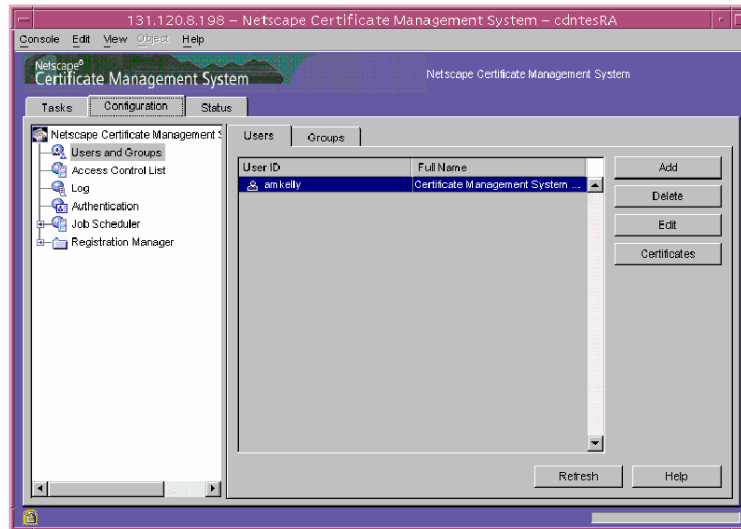 131.120.8.198 – Netscape Certificate Management System – cdntesRA
Console Edit View Object Help
Netscape®
Certificate Management System
Netscape Certificate Management System
Tasks Configuration Status
Netscape Certificate Management S
Users and Groups
Access Control List
Log
Authentication
Job Scheduler
Registration Manager
Users Groups
User ID Full Name
amkelly Certificate Management System ...
Add
Delete
Edit
Certificates
Refresh Help